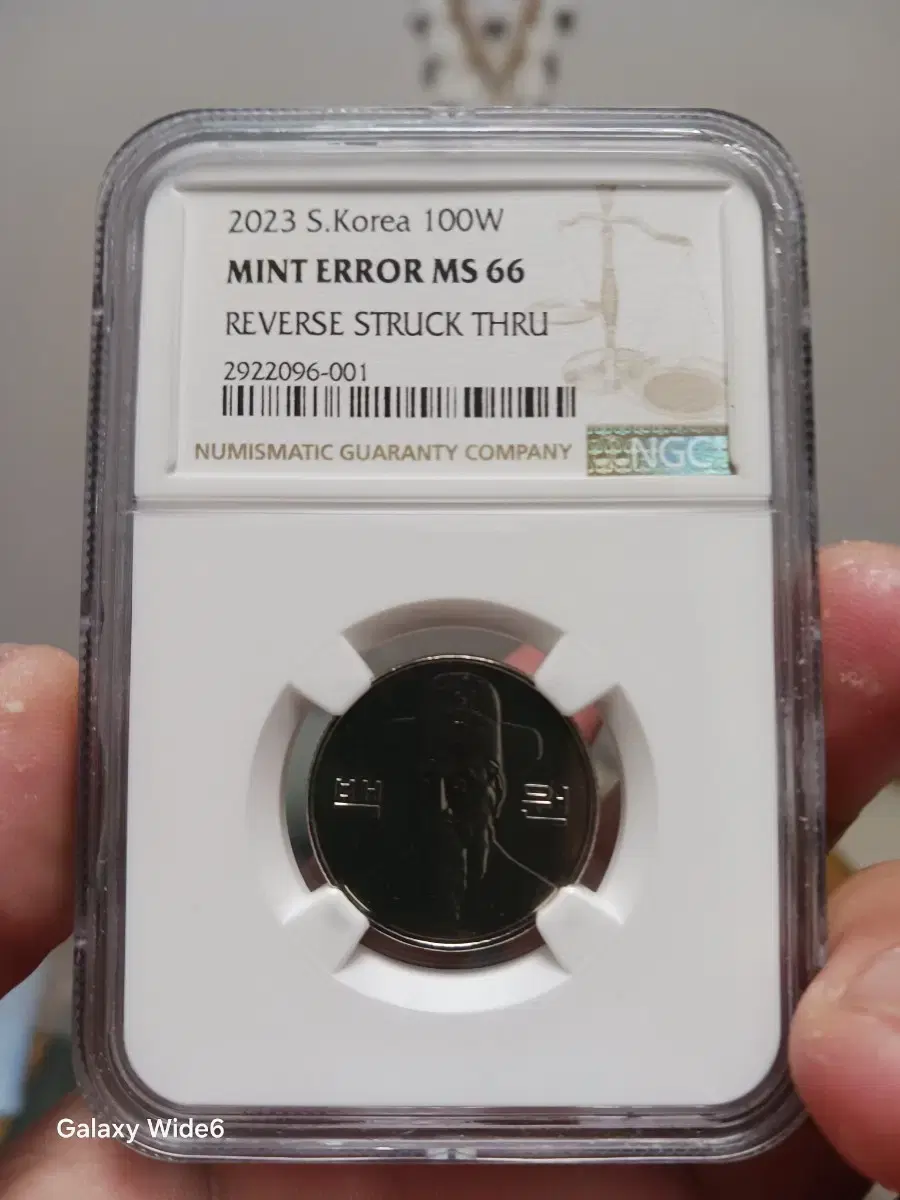 2023 S.Korea 100W
MINT ERROR MS 66
REVERSE STRUCK THRU
2922096-001
NUMISMATIC GUARANTY COMPANY
NGC
백 원
Galaxy Wide6